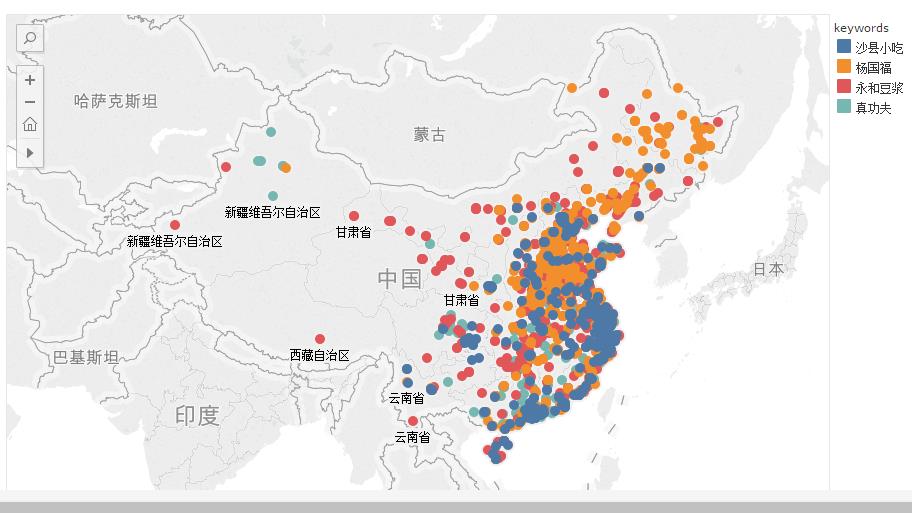 keywords
沙县小吃
杨国福
永和豆浆
真功夫
哈萨克斯坦
蒙古
新疆维吾尔自治区
甘肃省
新疆维吾尔自治区
中国
日本
甘肃省
西藏自治区
巴基斯坦
云南省
印度
云南省